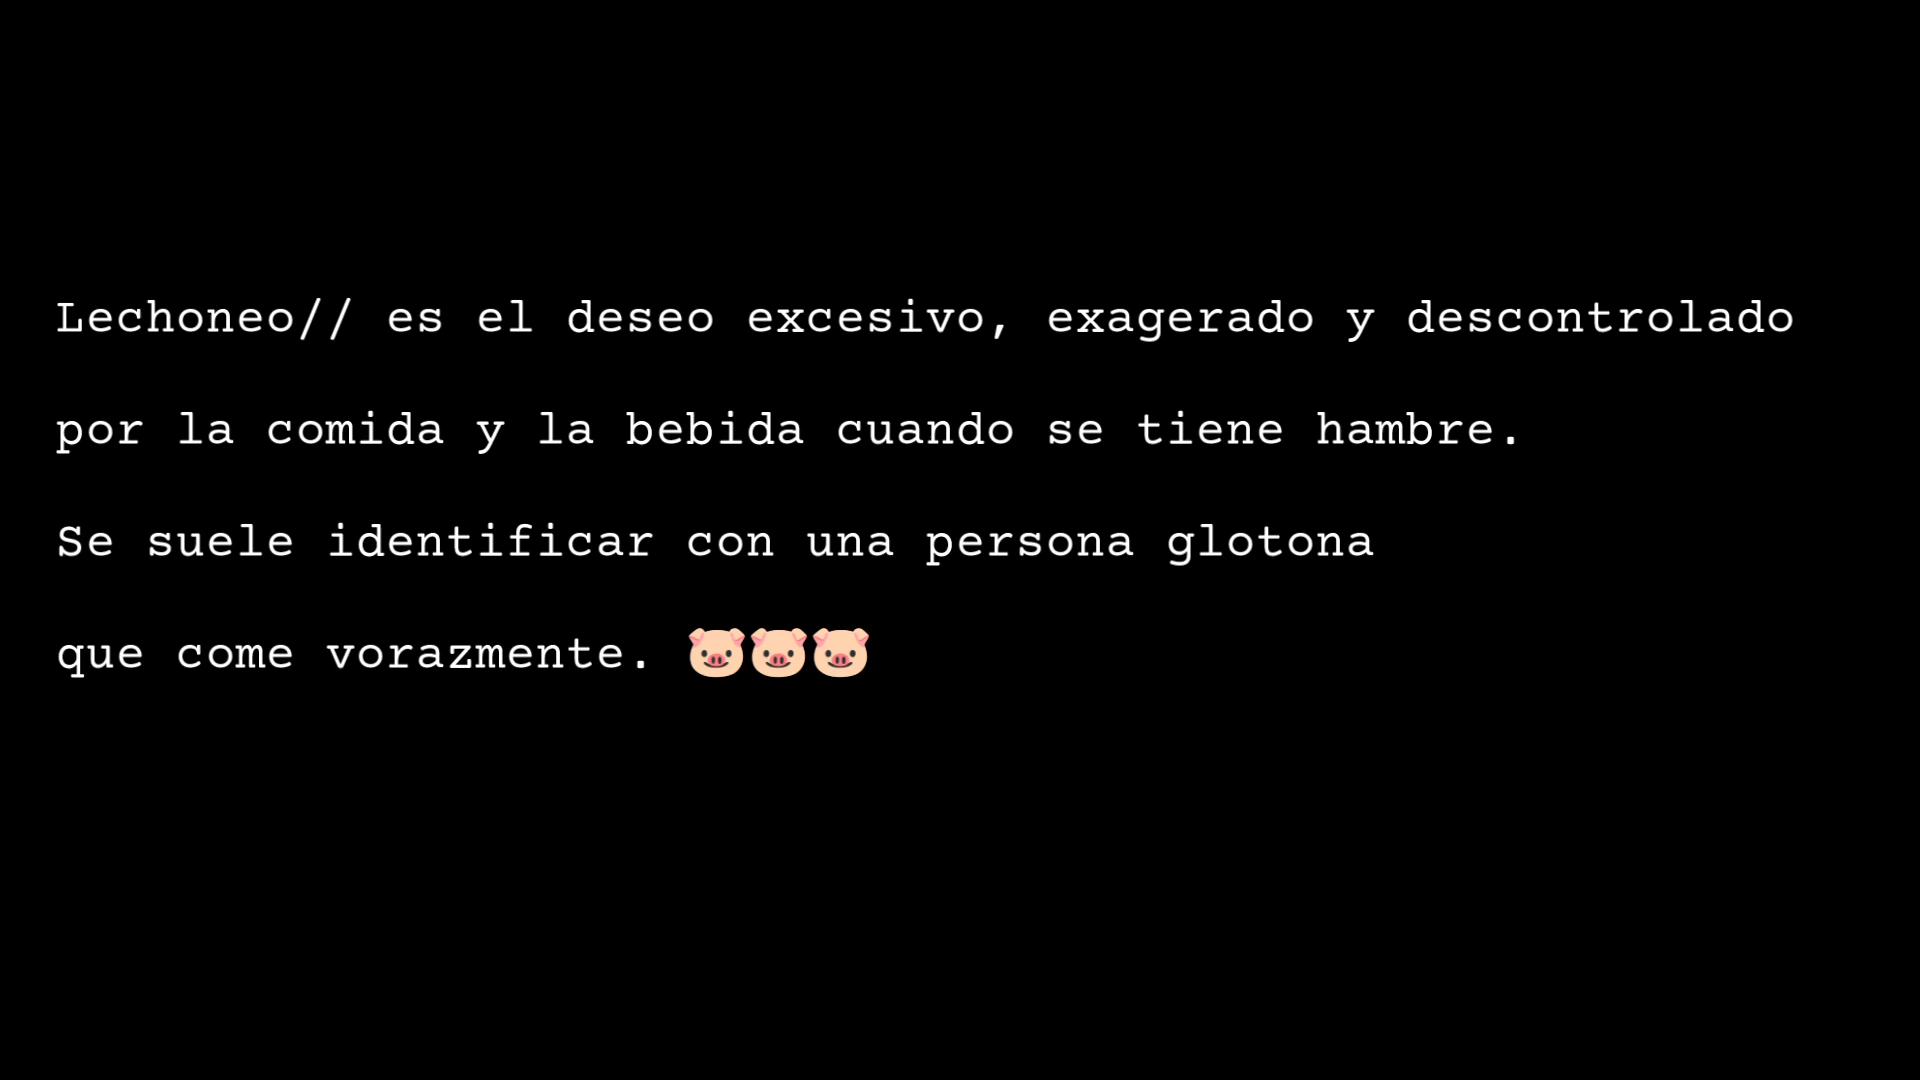 Lechoneo// es el deseo excesivo, exagerado y descontrolado
por la comida y la bebida cuando se tiene hambre.
Se suele identificar con una persona glotona
que come vorazmente. 🐷🐷🐷